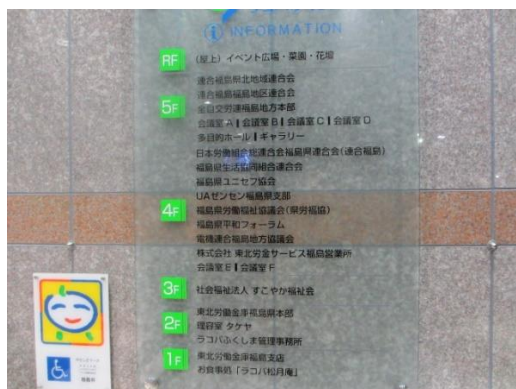 INFORMATION
RF (屋上) イベント広場・菜園・花壇
連合福島県北地域連合会
連合福島福島地区連合会
5F 全自交労連福島地方本部
会議室 A┃会議室 B┃会議室 C┃会議室 D
多目的ホール┃ギャラリー
日本労働組合総連合会福島県連合会(連合福島)
福島県生活協同組合連合会
福島県ユニセフ協会
UAゼンセン福島県支部
4F 福島県労働福祉協議会(県労福協)
福島県平和フォーラム
電機連合福島地方協議会
株式会社 東北労金サービス福島営業所
会議室 E┃会議室 F
3F 社会福祉法人 すこやか福祉会
東北労働金庫福島県本部
2F 理容室 タケヤ
ラコパふくしま管理事務所
1F 東北労働金庫福島支店
お食事処「ラコパ松月庵」